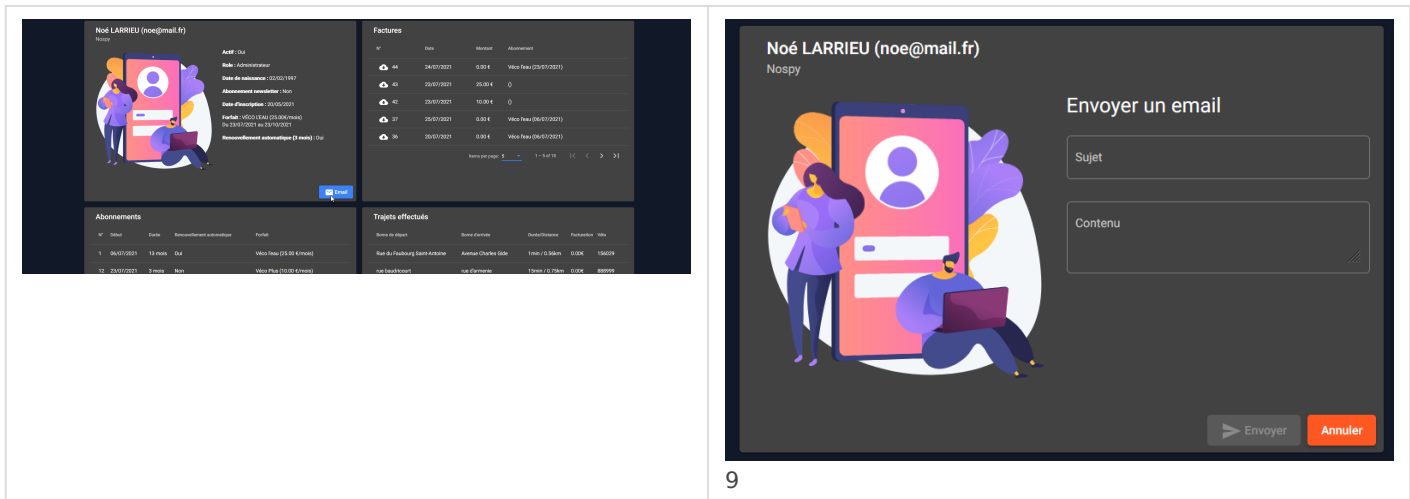 Noé LARRIEU (noe@mail.fr)
Nospy
Actif : Oui
Role : Administrateur
Date de naissance : 02/02/1997
Abonnement newsletter : Non
Date d'inscription : 20/05/2021
Forfait : VÉCO L'EAU (25.00€/mois)
Du 23/07/2021 au 23/10/2021
Renouvellement automatique (3 mois) : Oui
Email
Factures
N° Date Montant Abonnement
44 24/07/2021 0.00 € Véco l'eau (23/07/2021)
43 23/07/2021 25.00 € ()
42 23/07/2021 10.00 € ()
37 25/07/2021 0.00 € Véco l'eau (06/07/2021)
36 20/07/2021 0.00 € Véco l'eau (06/07/2021)
Items per page: 5 1 – 5 of 10
Abonnements
N° Début Durée Renouvellement automatique Forfait
1 06/07/2021 13 mois Oui Véco l'eau (25.00 €/mois)
12 23/07/2021 3 mois Non Véco Plus (10.00 €/mois)
Trajets effectués
Borne de départ Borne d'arrivée Durée/Distance Facturation Vélo
Rue du Faubourg Saint-Antoine Avenue Charles Gide 1min / 0.56km 0.00€ 156029
rue baudricourt rue d'armenie 15min / 0.75km 0.00€ 888999
Noé LARRIEU (noe@mail.fr)
Nospy
Envoyer un email
Sujet
Contenu
Envoyer
Annuler
9